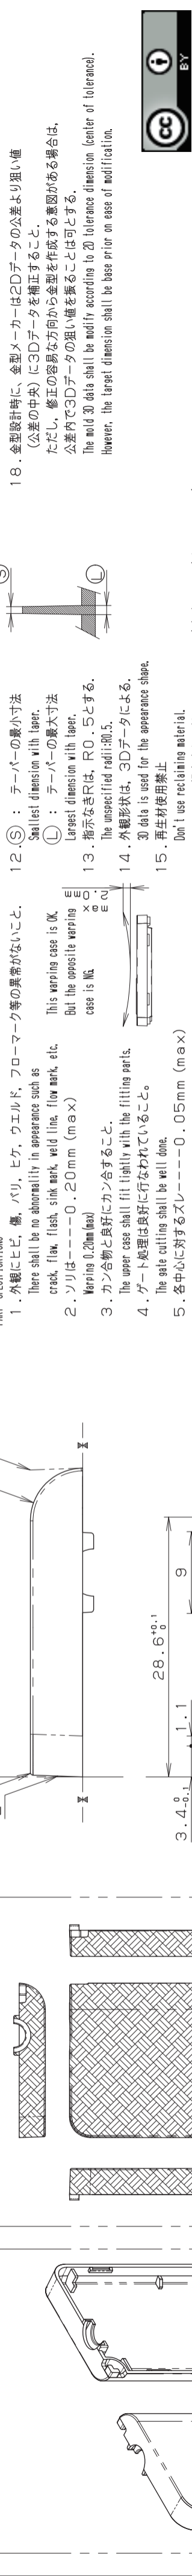 1. 外観にヒビ，傷，バリ，ヒケ，ウエルド，フローマーク等の異常がないこと。
There shall be no abnormality in appearance such as
crack, flaw, flash, sink mark, weld line, flow mark, etc.
2. ソリは-----0.20mm (max)
Warping 0.20mm(max)
This warping case is OK.
But the opposite warping
case is NG.
3. カン合物と良好にカン合すること。
The upper case shall fit tightly with the fitting parts.
4. ゲート処理は良好に行なわれていること。
The gate cutting shall be well done.
5. 各中心に対するズレ----0.05mm (max)
12. Ⓢ : テーパーの最小寸法
Smallest dimension with taper.
Ⓛ : テーパーの最大寸法
Largest dimension with taper.
13. 指示なきRは，R0.5とする。
The unspecified radii:R0.5.
14. 外観形状は，3Dデータによる。
3D data is used for the appearance shape.
15. 再生材使用禁止
Don't use reclaiming material.
Ⓢ
Ⓛ
18. 金型設計時に、金型メーカーは2Dデータの公差より狙い値
(公差の中央) に3Dデータを補正すること。
ただし，修正の容易な方向から金型を作成する意図がある場合は，
公差内で3Dデータの狙い値を振ることは可とする。
The mold 3D data shall be modify according to 2D tolerance dimension (center of tolerance).
However, the target dimension shall be base prior on ease of modification.
28.6 +0.1 0
9
1.1
3.4 0 -0.1
cc
BY